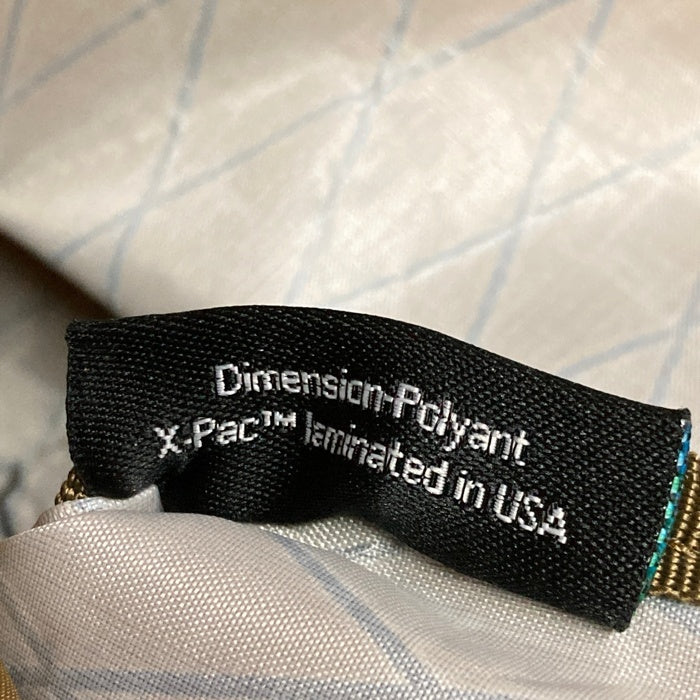 Dimension-Polyant
X-Pac™ laminated in USA